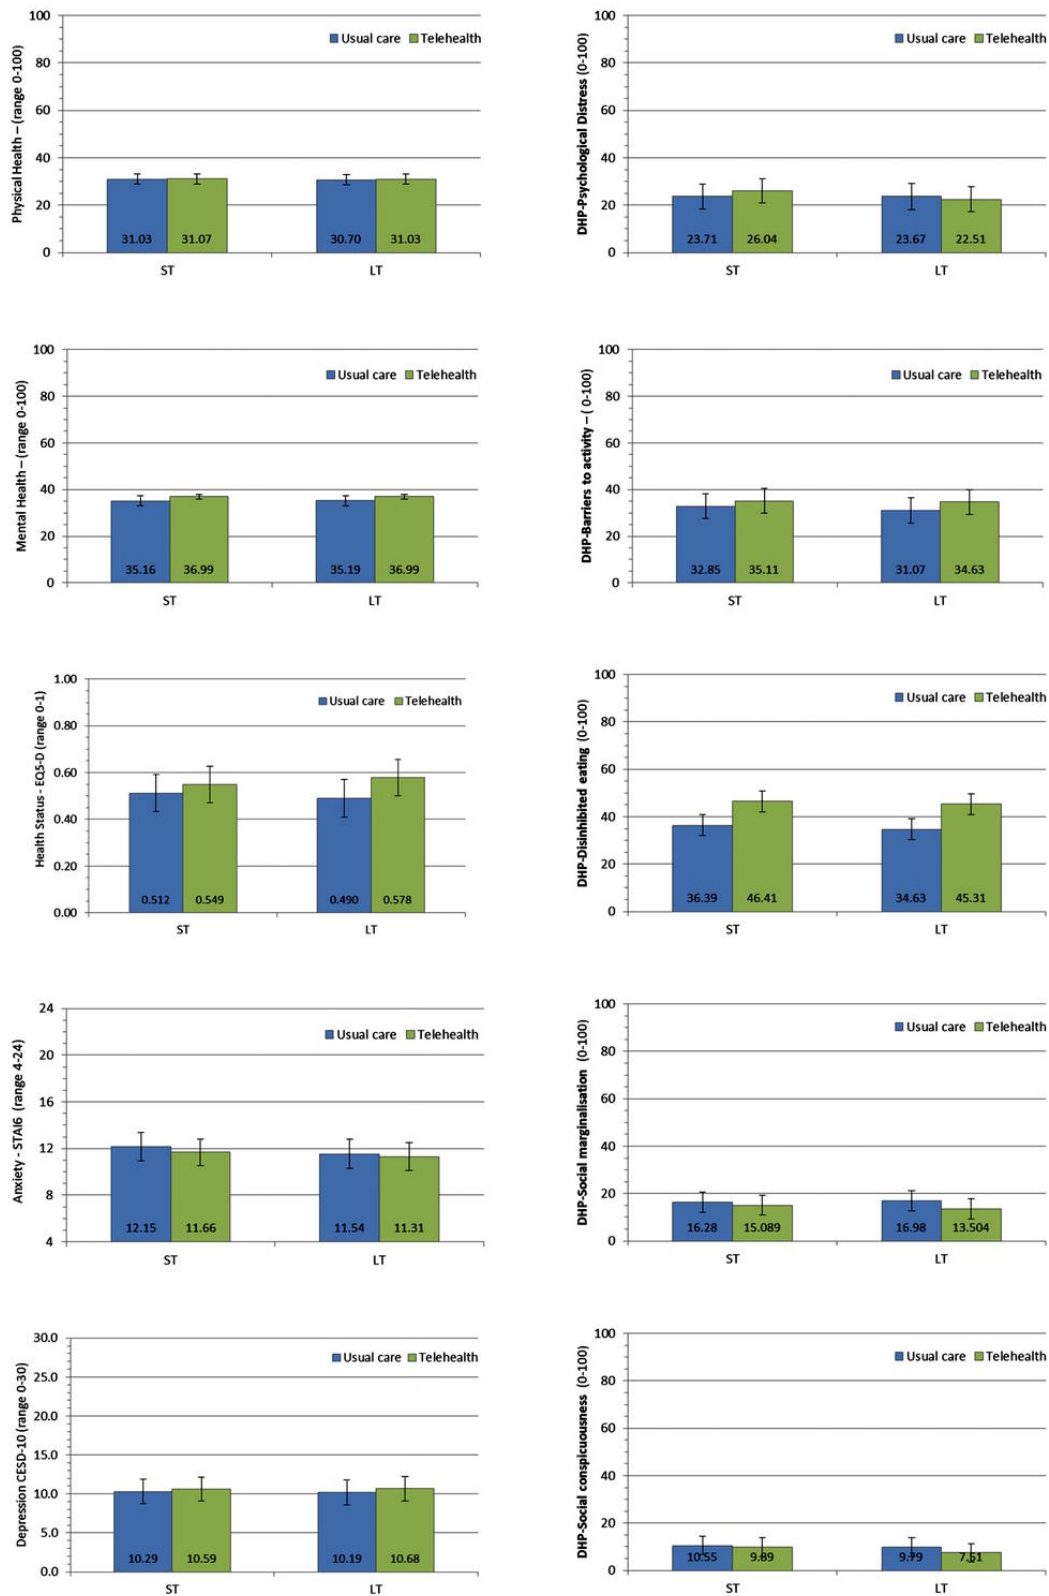 Physical Health – (range 0-100)
100
80
60
40
20
0
Usual care Telehealth
31.03 31.07 30.70 31.03
ST LT
DHP-Psychological Distress (0-100)
100
80
60
40
20
0
Usual care Telehealth
23.71 26.04 23.67 22.51
ST LT
Mental Health – (range 0-100)
100
80
60
40
20
0
Usual care Telehealth
35.16 36.99 35.19 36.99
ST LT
DHP-Barriers to activity – ( 0-100)
100
80
60
40
20
0
Usual care Telehealth
32.85 35.11 31.07 34.63
ST LT
Health Status - EQ5-D (range 0-1)
1.00
0.80
0.60
0.40
0.20
0.00
Usual care Telehealth
0.512 0.549 0.490 0.578
ST LT
DHP-Disinhibited eating (0-100)
100
80
60
40
20
0
Usual care Telehealth
36.39 46.41 34.63 45.31
ST LT
Anxiety - STAI6 (range 4-24)
24
20
16
12
8
4
Usual care Telehealth
12.15 11.66 11.54 11.31
ST LT
DHP-Social marginalisation (0-100)
100
80
60
40
20
0
Usual care Telehealth
16.28 15.089 16.98 13.504
ST LT
Depression CESD-10 (range 0-30)
30.0
25.0
20.0
15.0
10.0
5.0
0.0
Usual care Telehealth
10.29 10.59 10.19 10.68
ST LT
DHP-Social conspicuousness (0-100)
100
80
60
40
20
0
Usual care Telehealth
10.55 9.89 9.79 7.51
ST LT